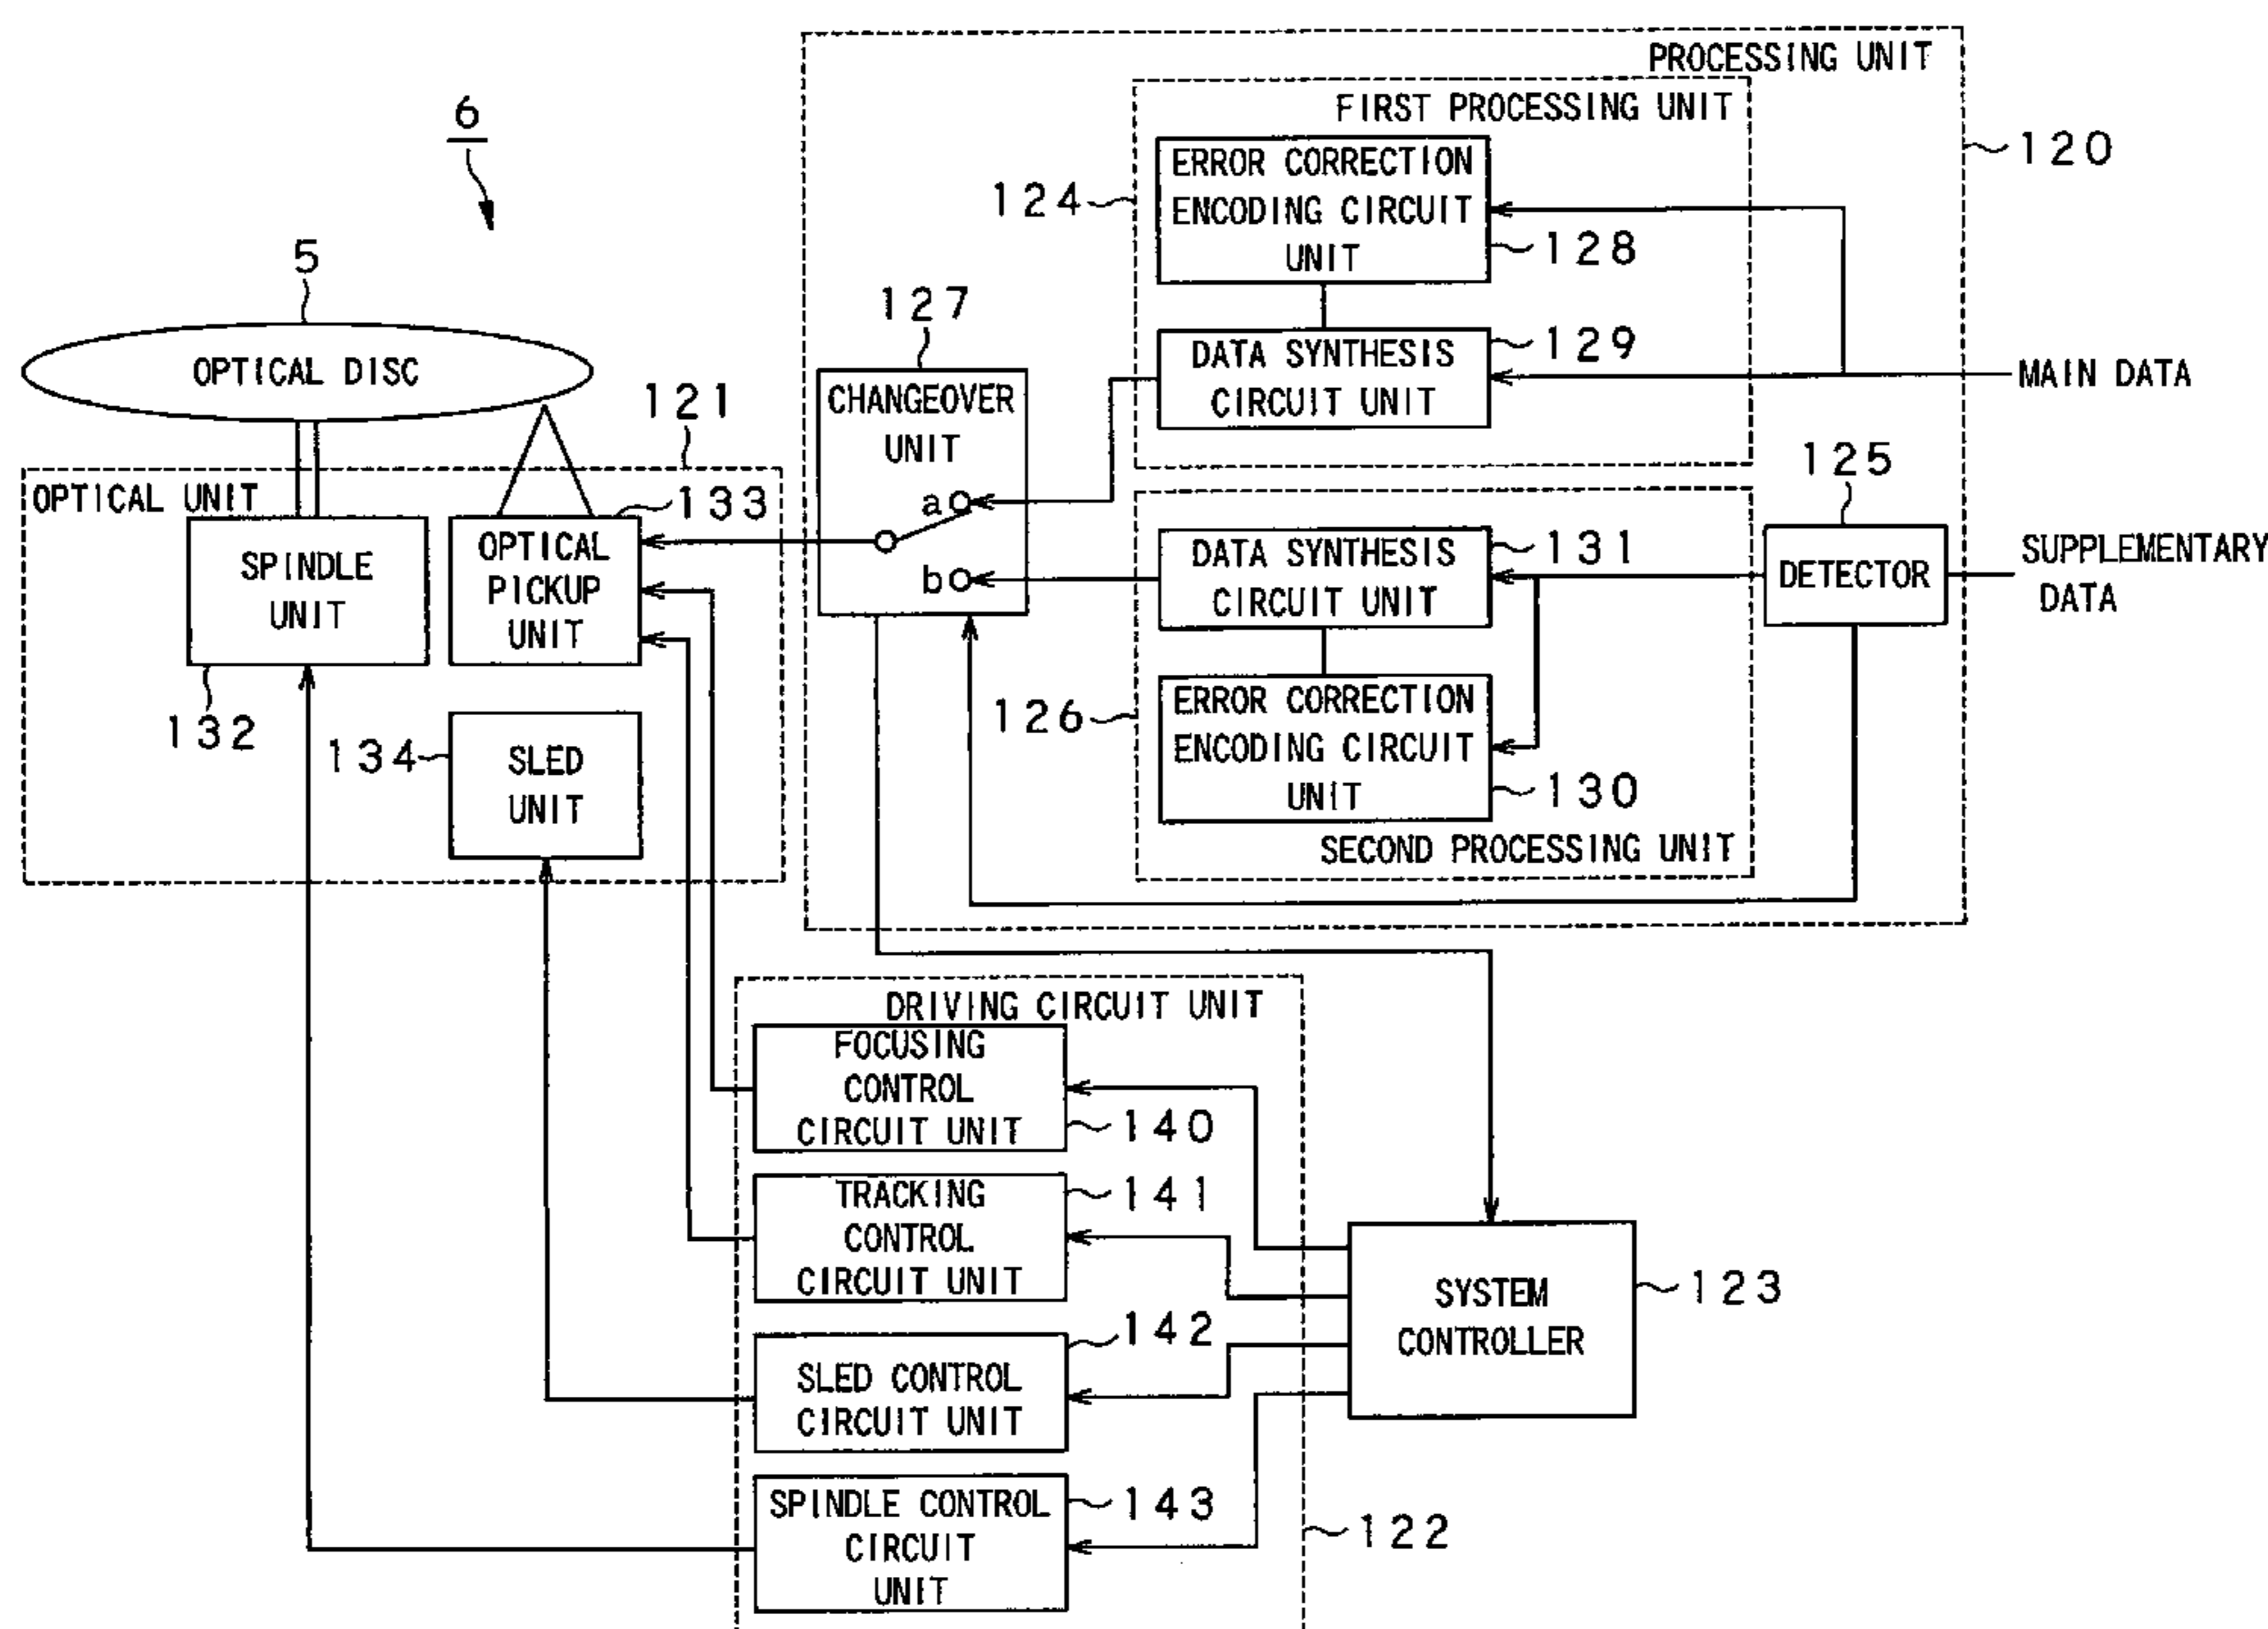 PROCESSING UNIT
FIRST PROCESSING UNIT
6
ERROR CORRECTION
ENCODING CIRCUIT
UNIT
120
124
128
5
127
129
OPTICAL DISC
DATA SYNTHESIS
CIRCUIT UNIT
MAIN DATA
121
CHANGEOVER
UNIT
125
OPTICAL UNIT
133
a
b
SPINDLE
UNIT
OPTICAL
PICKUP
UNIT
DATA SYNTHESIS
CIRCUIT UNIT
131
DETECTOR
SUPPLEMENTARY
DATA
132
134
SLED
UNIT
126
ERROR CORRECTION
ENCODING CIRCUIT
UNIT
130
SECOND PROCESSING UNIT
DRIVING CIRCUIT UNIT
FOCUSING
CONTROL
CIRCUIT UNIT
140
TRACKING
CONTROL
CIRCUIT UNIT
141
SYSTEM
CONTROLLER
123
142
SLED CONTROL
CIRCUIT UNIT
SPINDLE CONTROL
CIRCUIT
UNIT
143
122